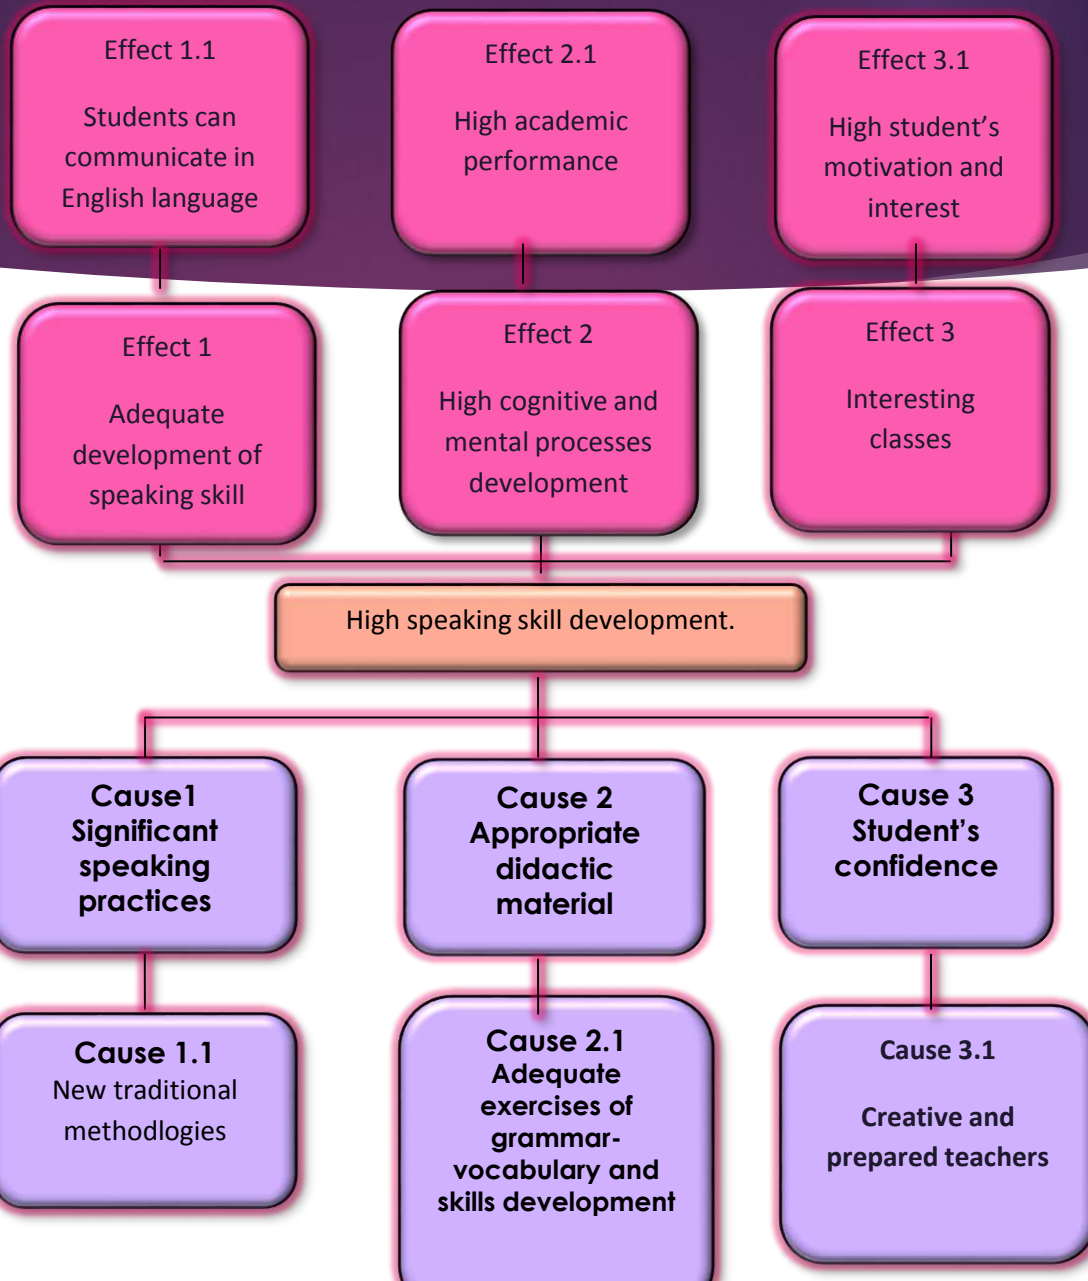 Effect 1.1
Students can
communicate in
English language
Effect 2.1
High academic
performance
Effect 3.1
High student’s
motivation and
interest
Effect 1
Adequate
development of
speaking skill
Effect 2
High cognitive and
mental processes
development
Effect 3
Interesting
classes
High speaking skill development.
Cause1
Significant
speaking
practices
Cause 2
Appropriate
didactic
material
Cause 3
Student’s
confidence
Cause 1.1
New traditional
methodlogies
Cause 2.1
Adequate
exercises of
grammar-
vocabulary and
skills development
Cause 3.1
Creative and
prepared teachers